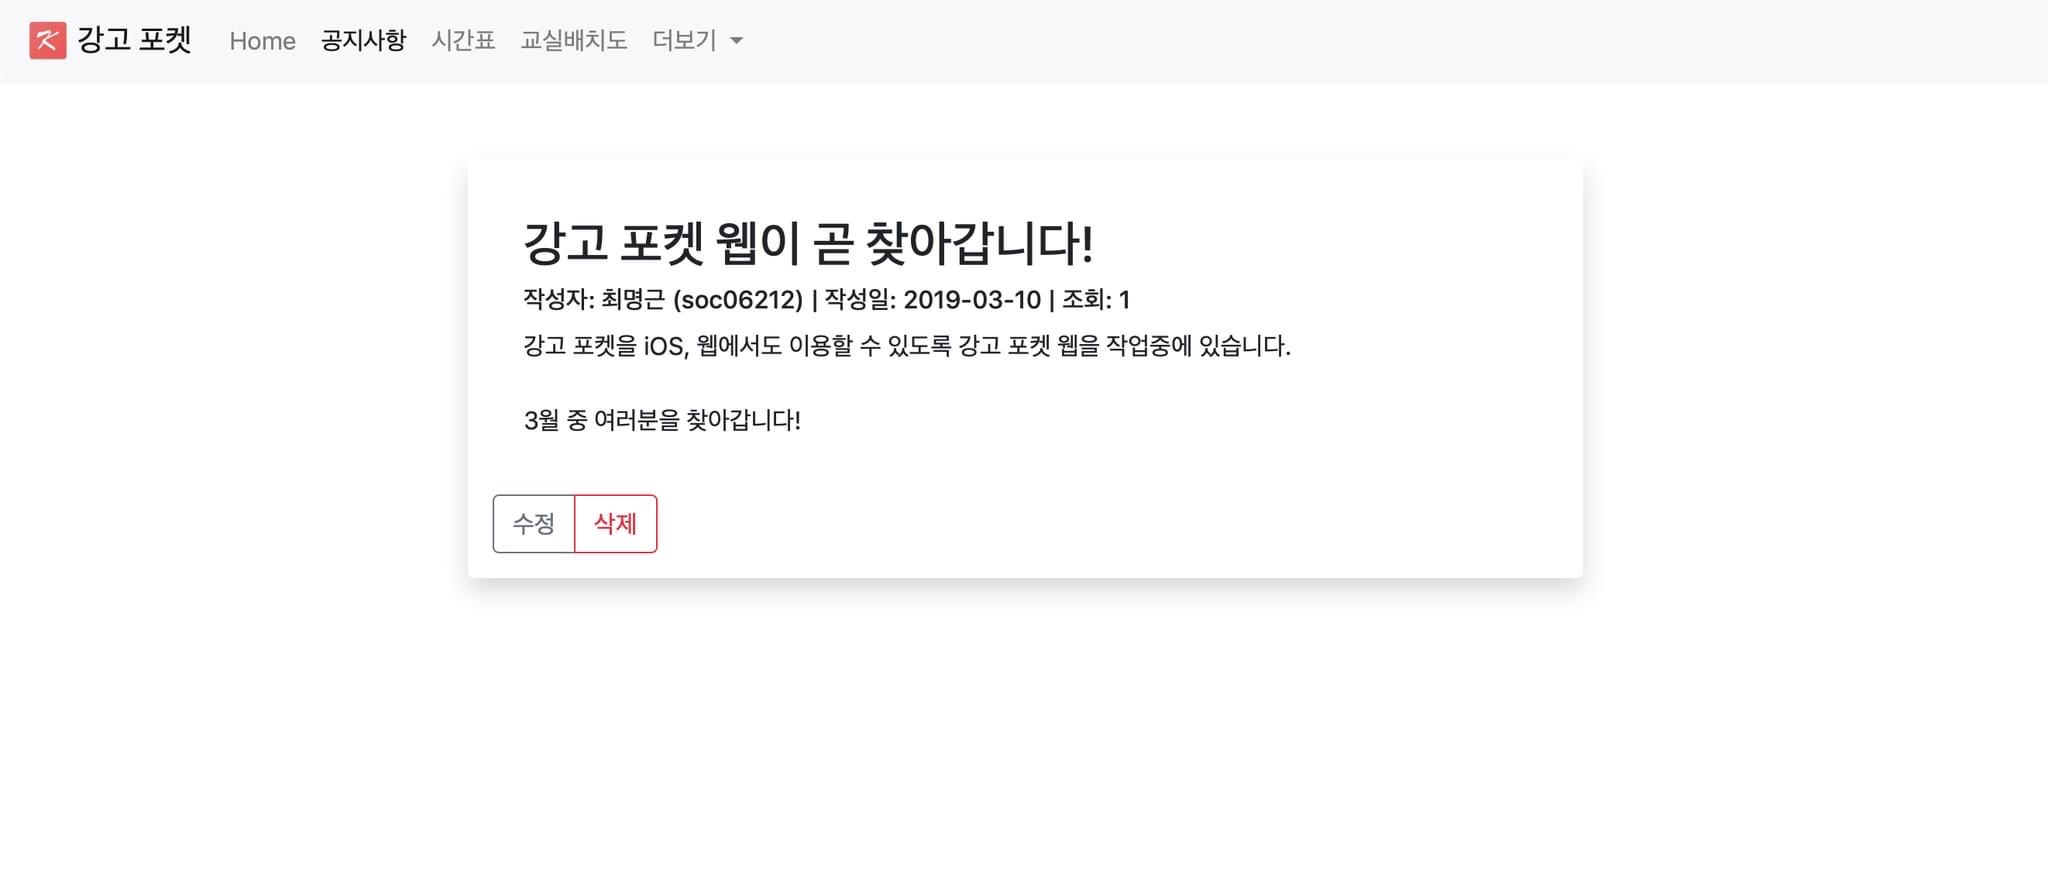 강고 포켓 Home 공지사항 시간표 교실배치도 더보기
강고 포켓 웹이 곧 찾아갑니다!
작성자: 최명근 (soc06212) | 작성일: 2019-03-10 | 조회: 1
강고 포켓을 iOS, 웹에서도 이용할 수 있도록 강고 포켓 웹을 작업중에 있습니다.
3월 중 여러분을 찾아갑니다!
수정 삭제